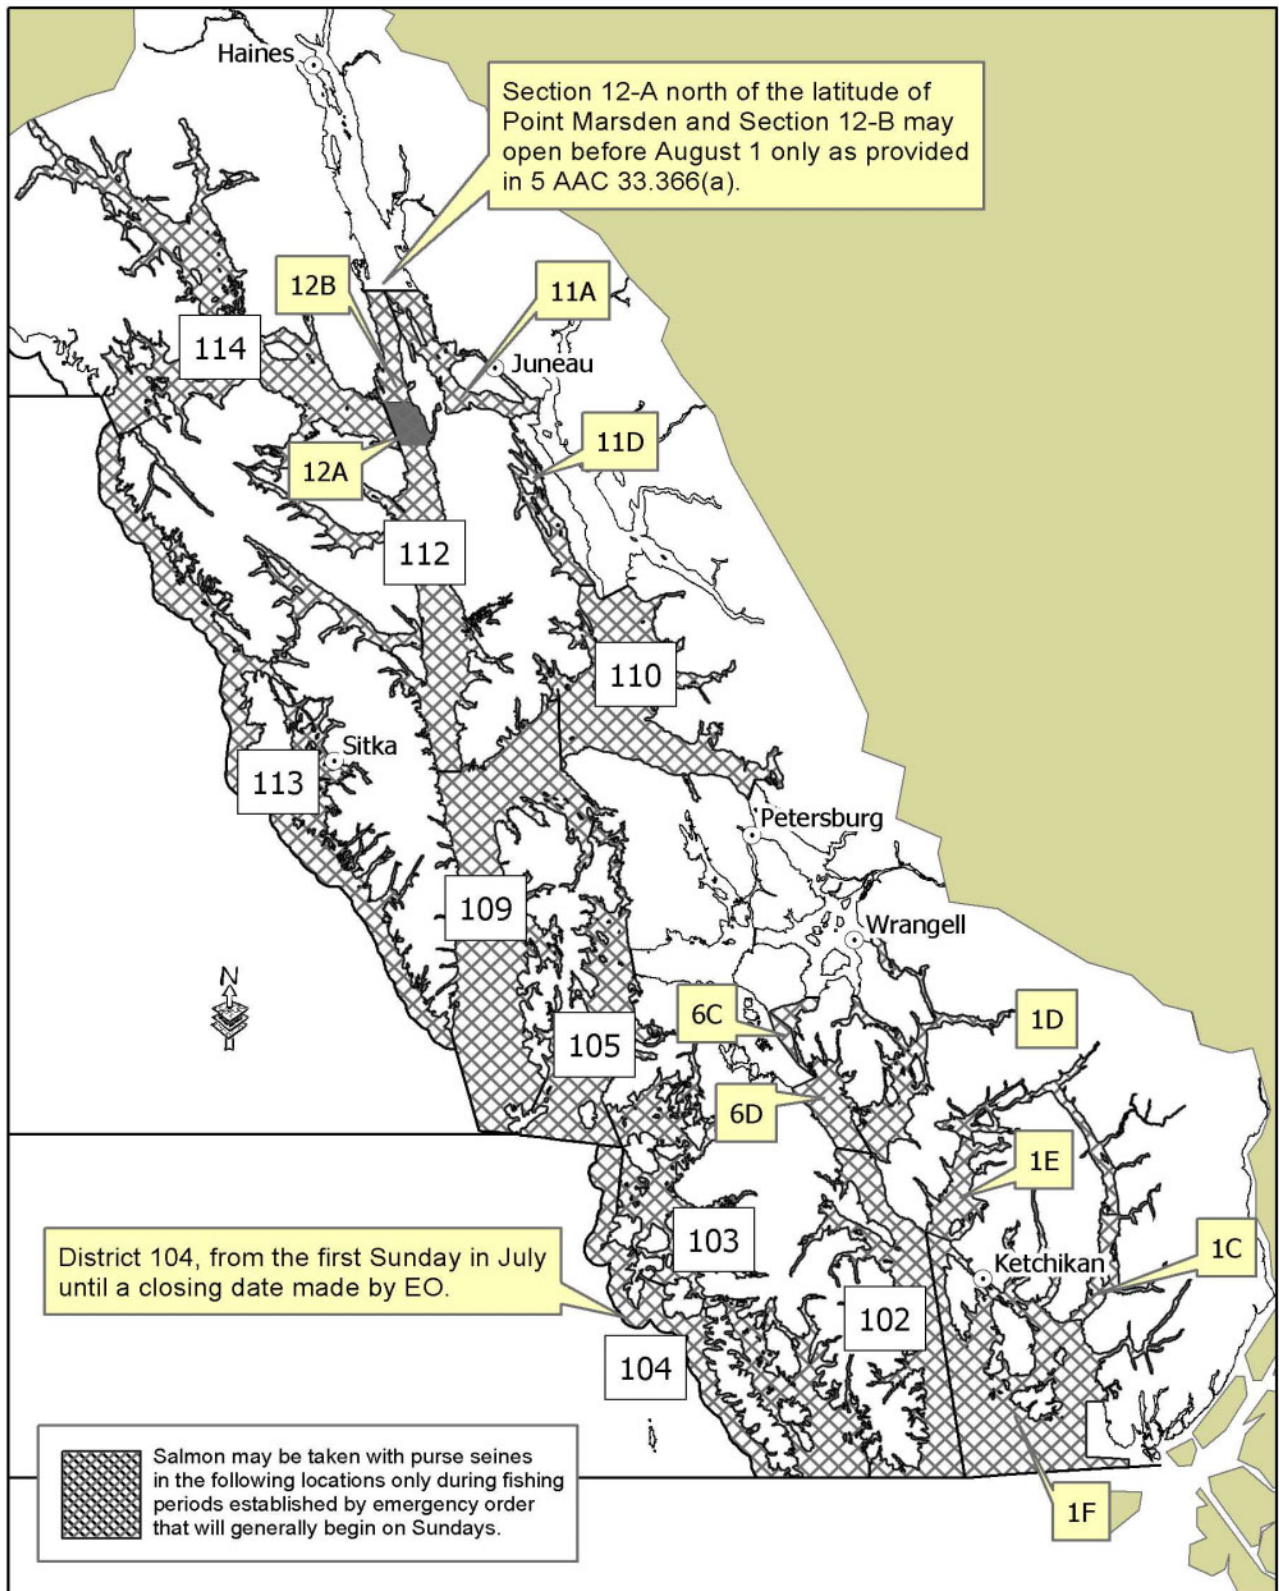 Haines
Section 12-A north of the latitude of
Point Marsden and Section 12-B may
open before August 1 only as provided
in 5 AAC 33.366(a).
12B
11A
114
Juneau
11D
12A
112
110
Sitka
113
Petersburg
109
Wrangell
N
6C
1D
105
6D
1E
103
1C
District 104, from the first Sunday in July
until a closing date made by EO.
Ketchikan
102
104
Salmon may be taken with purse seines
in the following locations only during fishing
periods established by emergency order
that will generally begin on Sundays.
1F